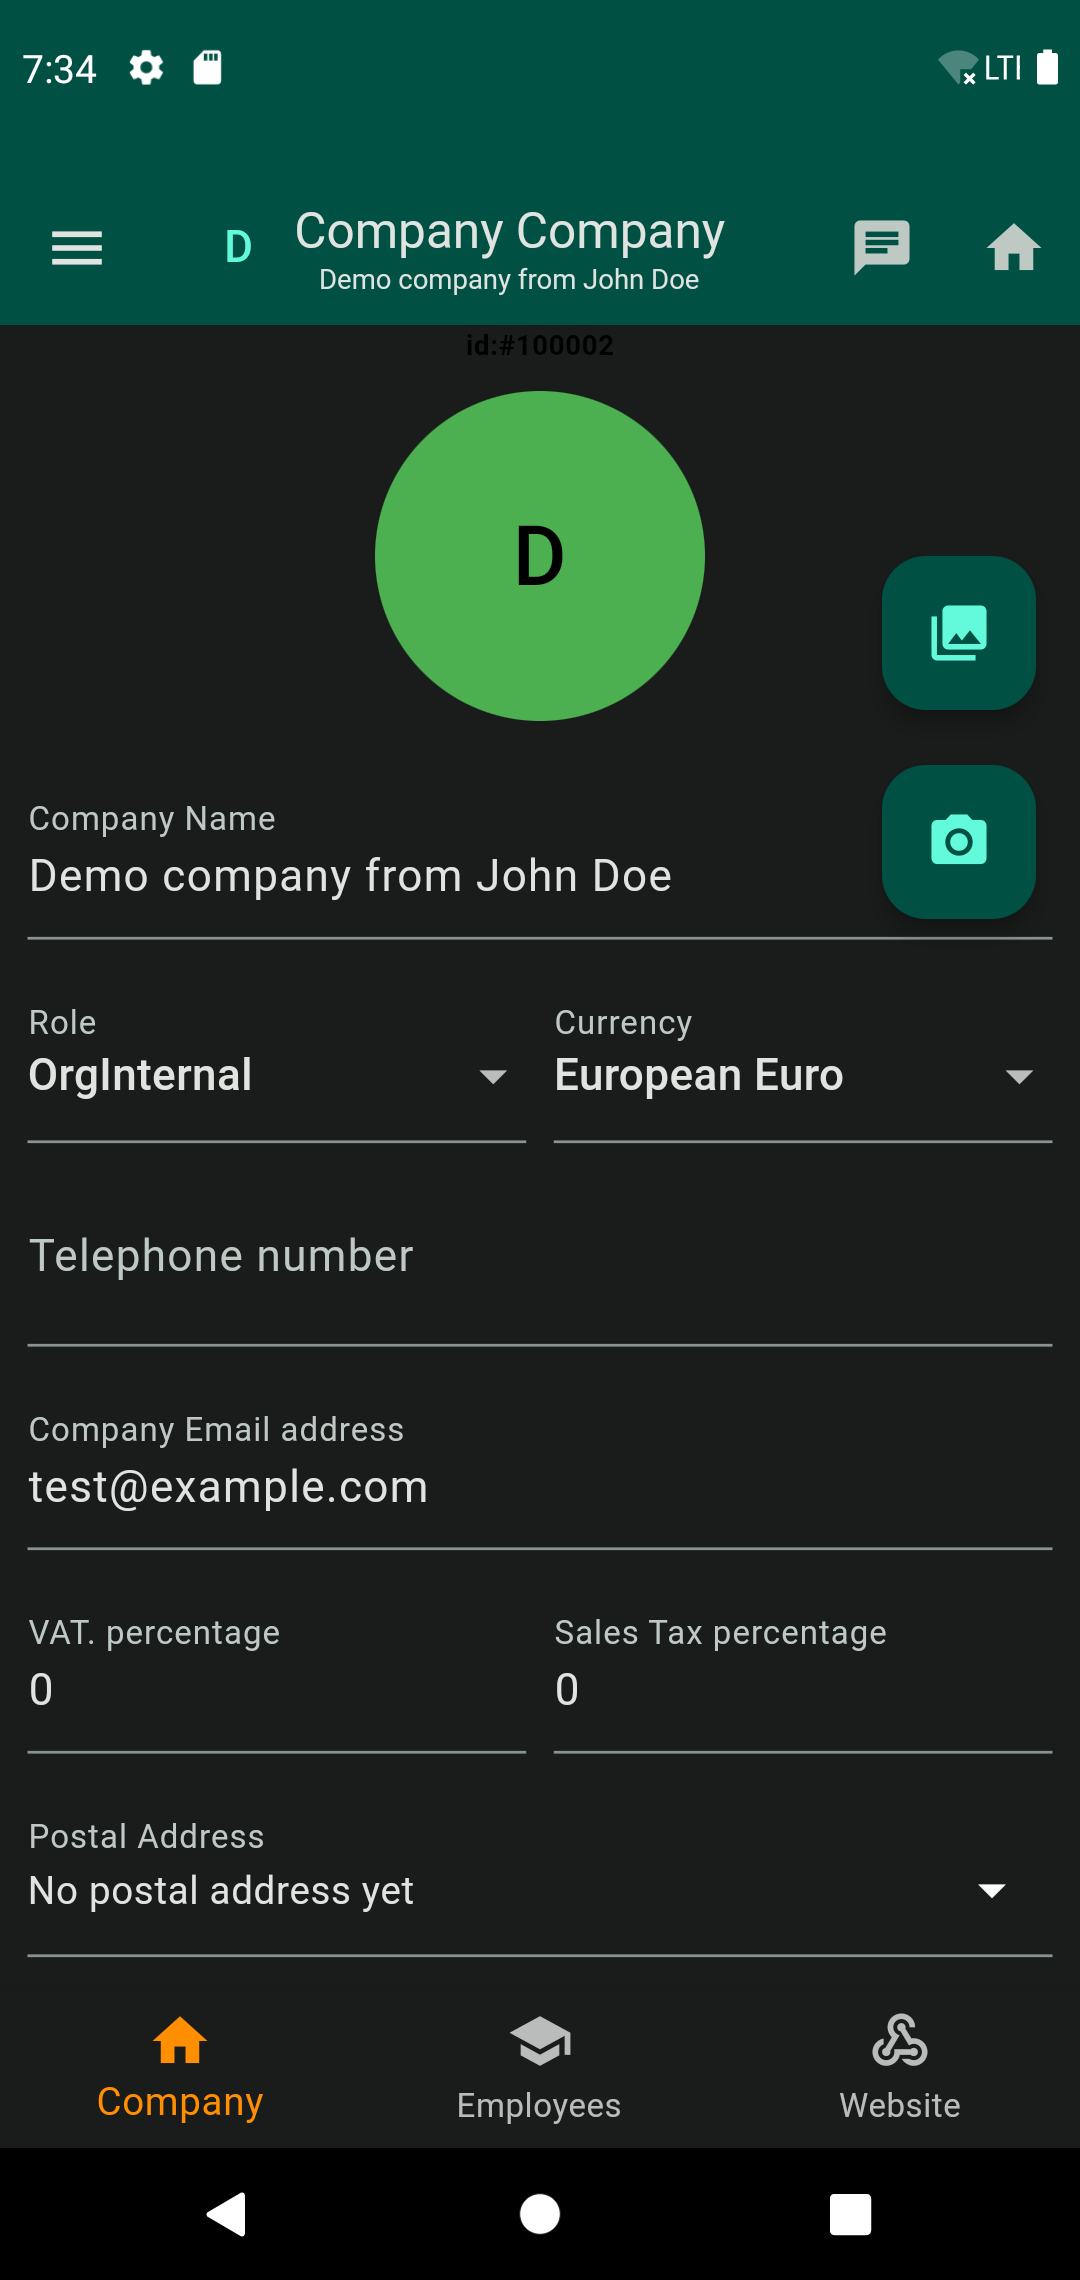 7:34
LTE
D
Company Company
Demo company from John Doe
id:#100002
D
Company Name
Demo company from John Doe
Role
Currency
OrgInternal
European Euro
Telephone number
Company Email address
test@example.com
VAT. percentage
Sales Tax percentage
0
0
Postal Address
No postal address yet
Company
Employees
Website